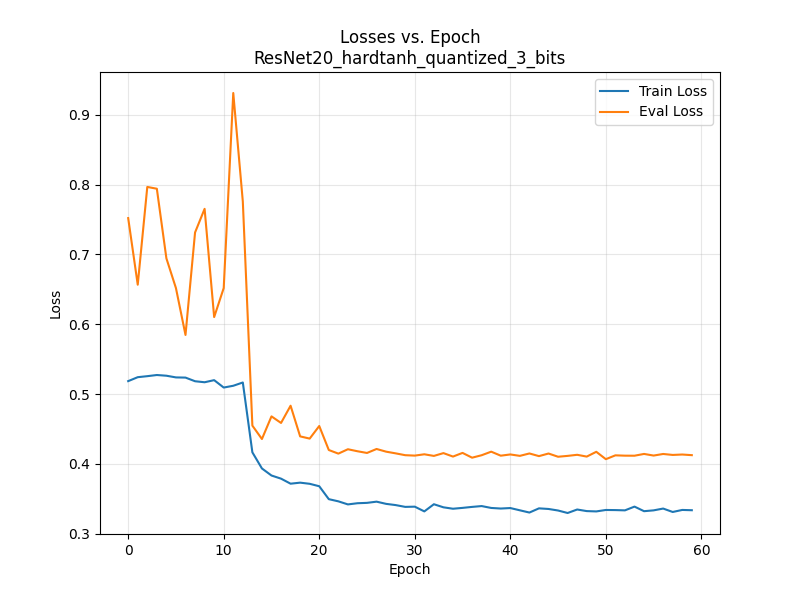 Losses vs. Epoch
ResNet20_hardtanh_quantized_3_bits
Train Loss
Eval Loss
0.9
0.8
0.7
0.6
0.5
0.4
0.3
Loss
0 10 20 30 40 50 60
Epoch